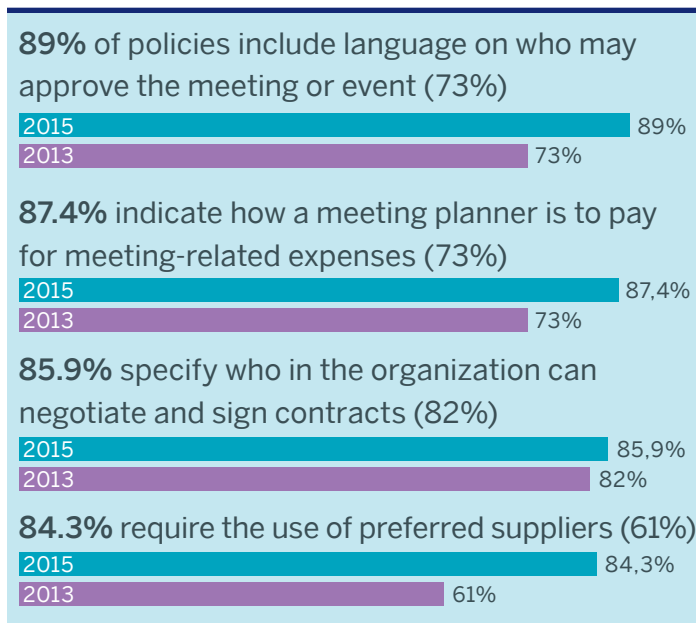 89% of policies include language on who may
approve the meeting or event (73%)
2015 89%
2013 73%
87.4% indicate how a meeting planner is to pay
for meeting-related expenses (73%)
2015 87,4%
2013 73%
85.9% specify who in the organization can
negotiate and sign contracts (82%)
2015 85,9%
2013 82%
84.3% require the use of preferred suppliers (61%)
2015 84,3%
2013 61%